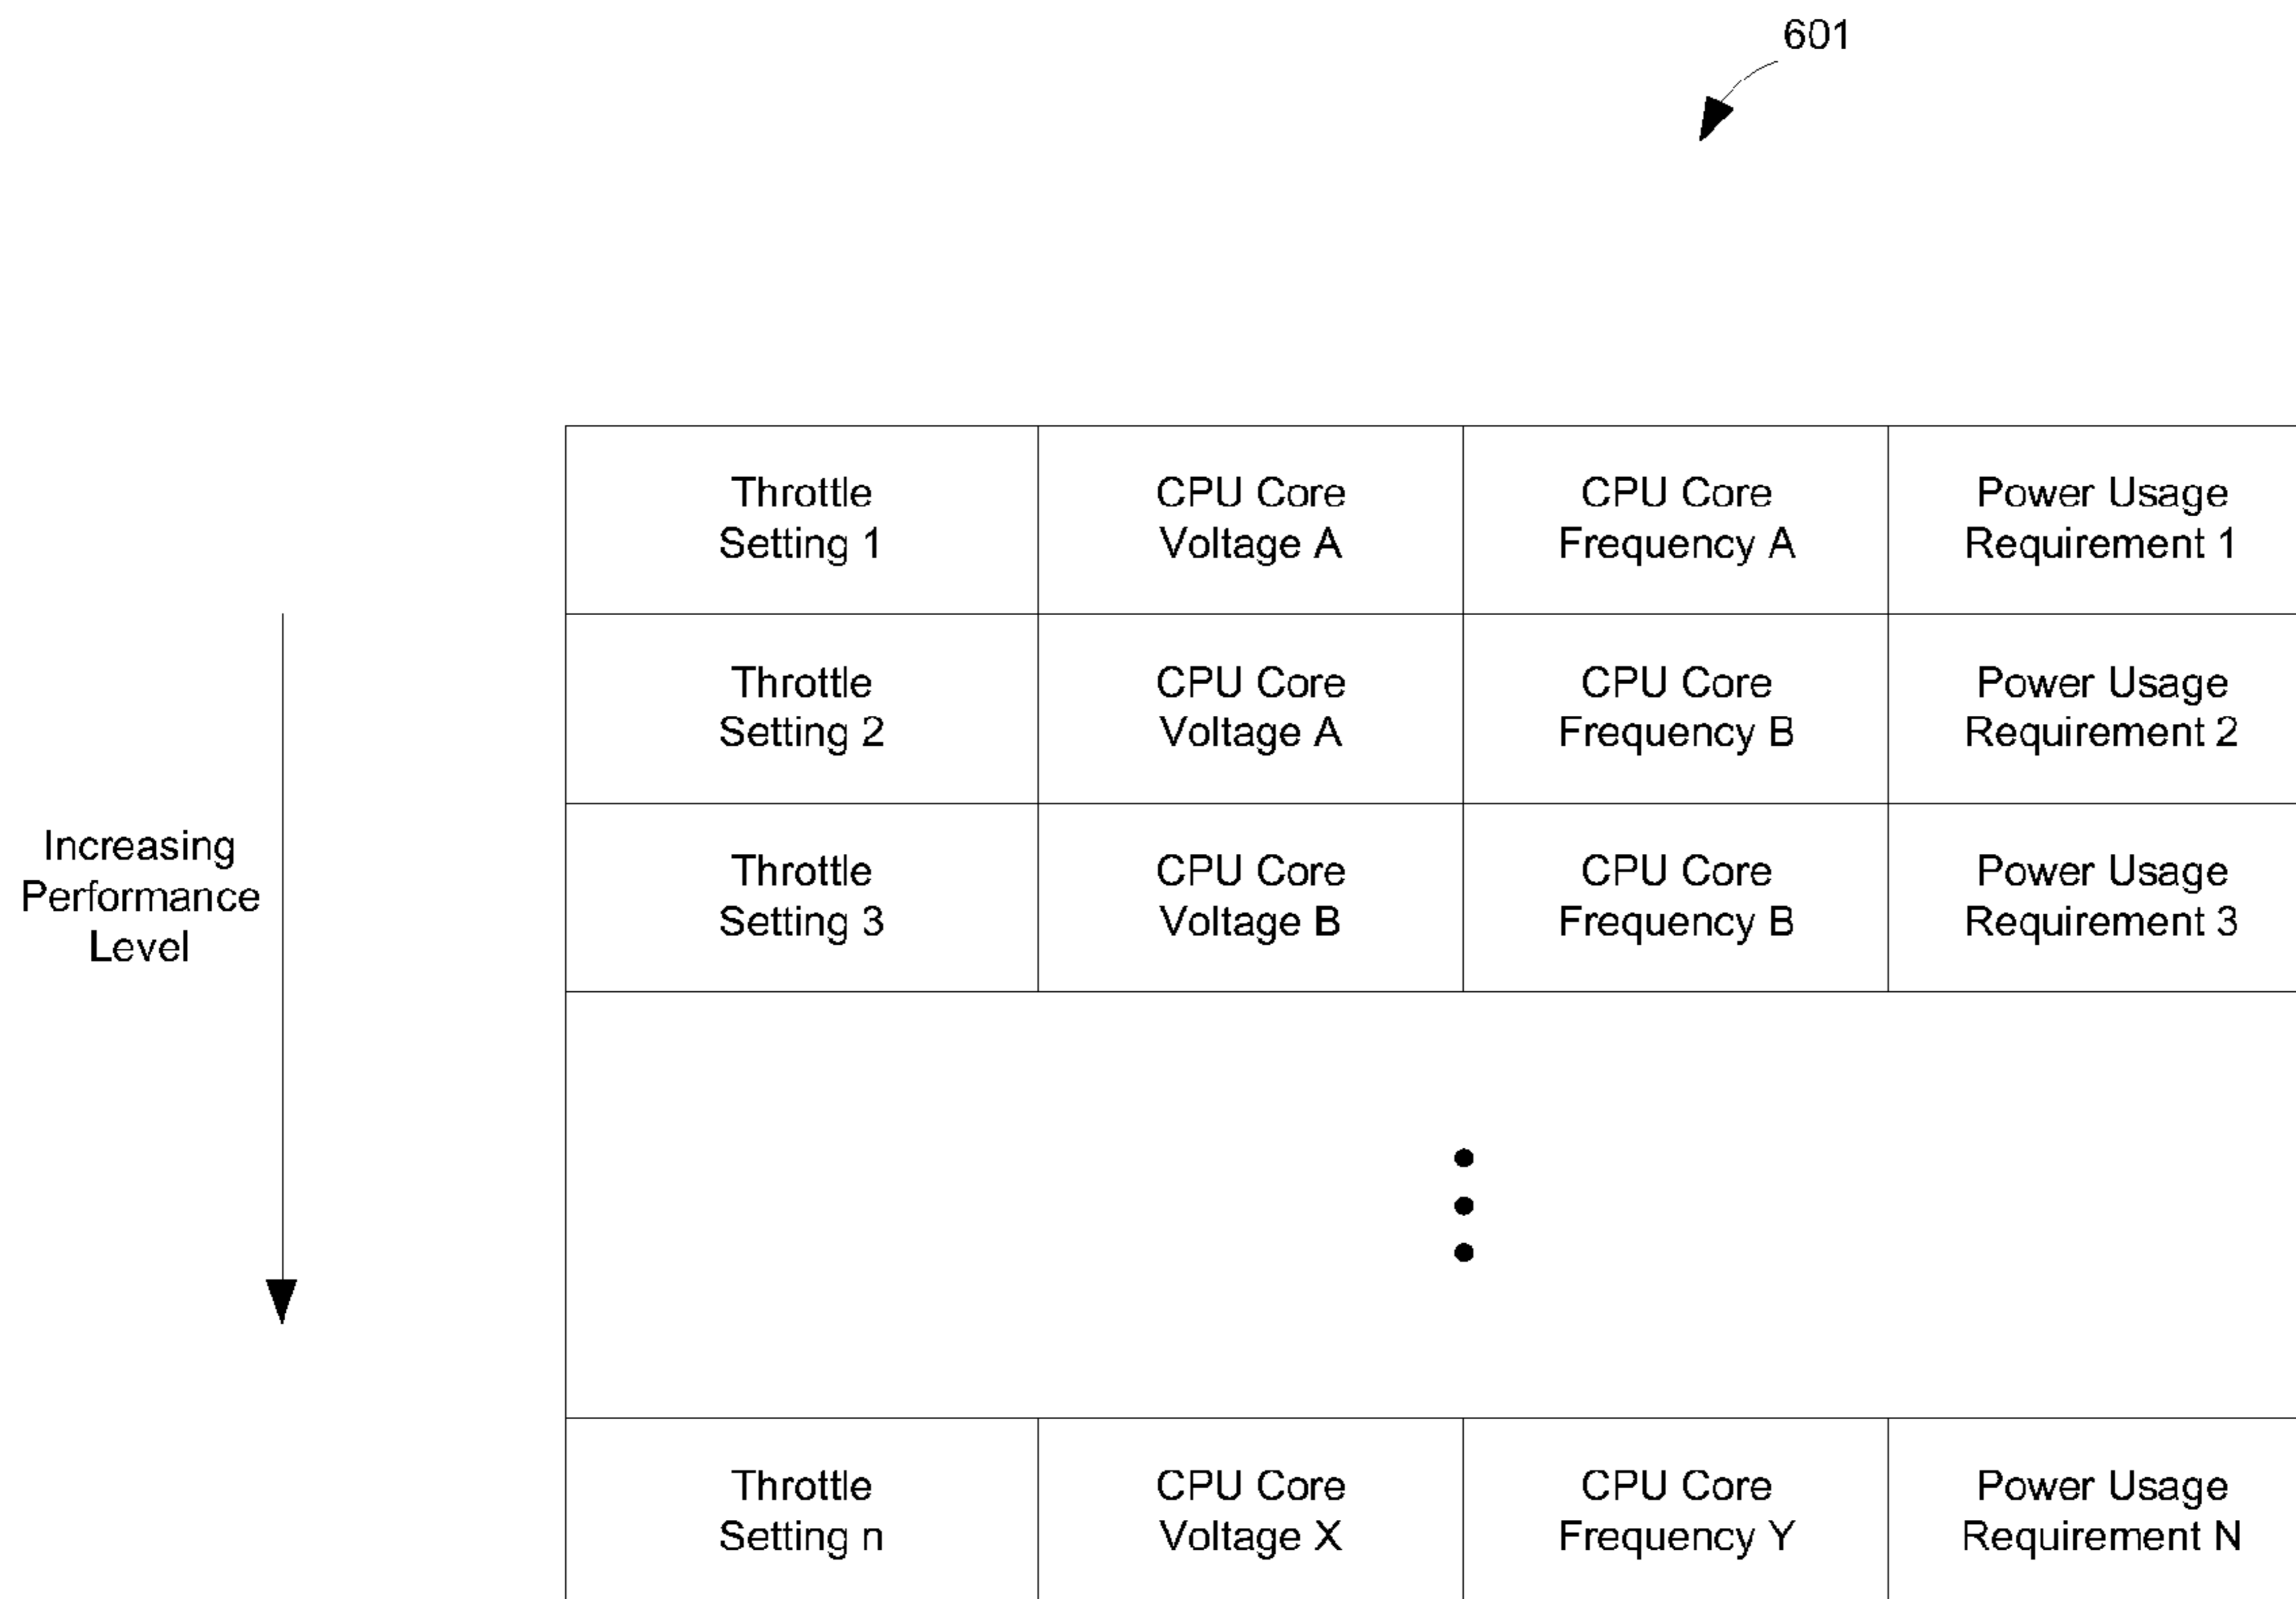 601
Throttle
Setting 1
CPU Core
Voltage A
CPU Core
Frequency A
Power Usage
Requirement 1
Throttle
Setting 2
CPU Core
Voltage A
CPU Core
Frequency B
Power Usage
Requirement 2
Increasing
Performance
Level
Throttle
Setting 3
CPU Core
Voltage B
CPU Core
Frequency B
Power Usage
Requirement 3
Throttle
Setting n
CPU Core
Voltage X
CPU Core
Frequency Y
Power Usage
Requirement N